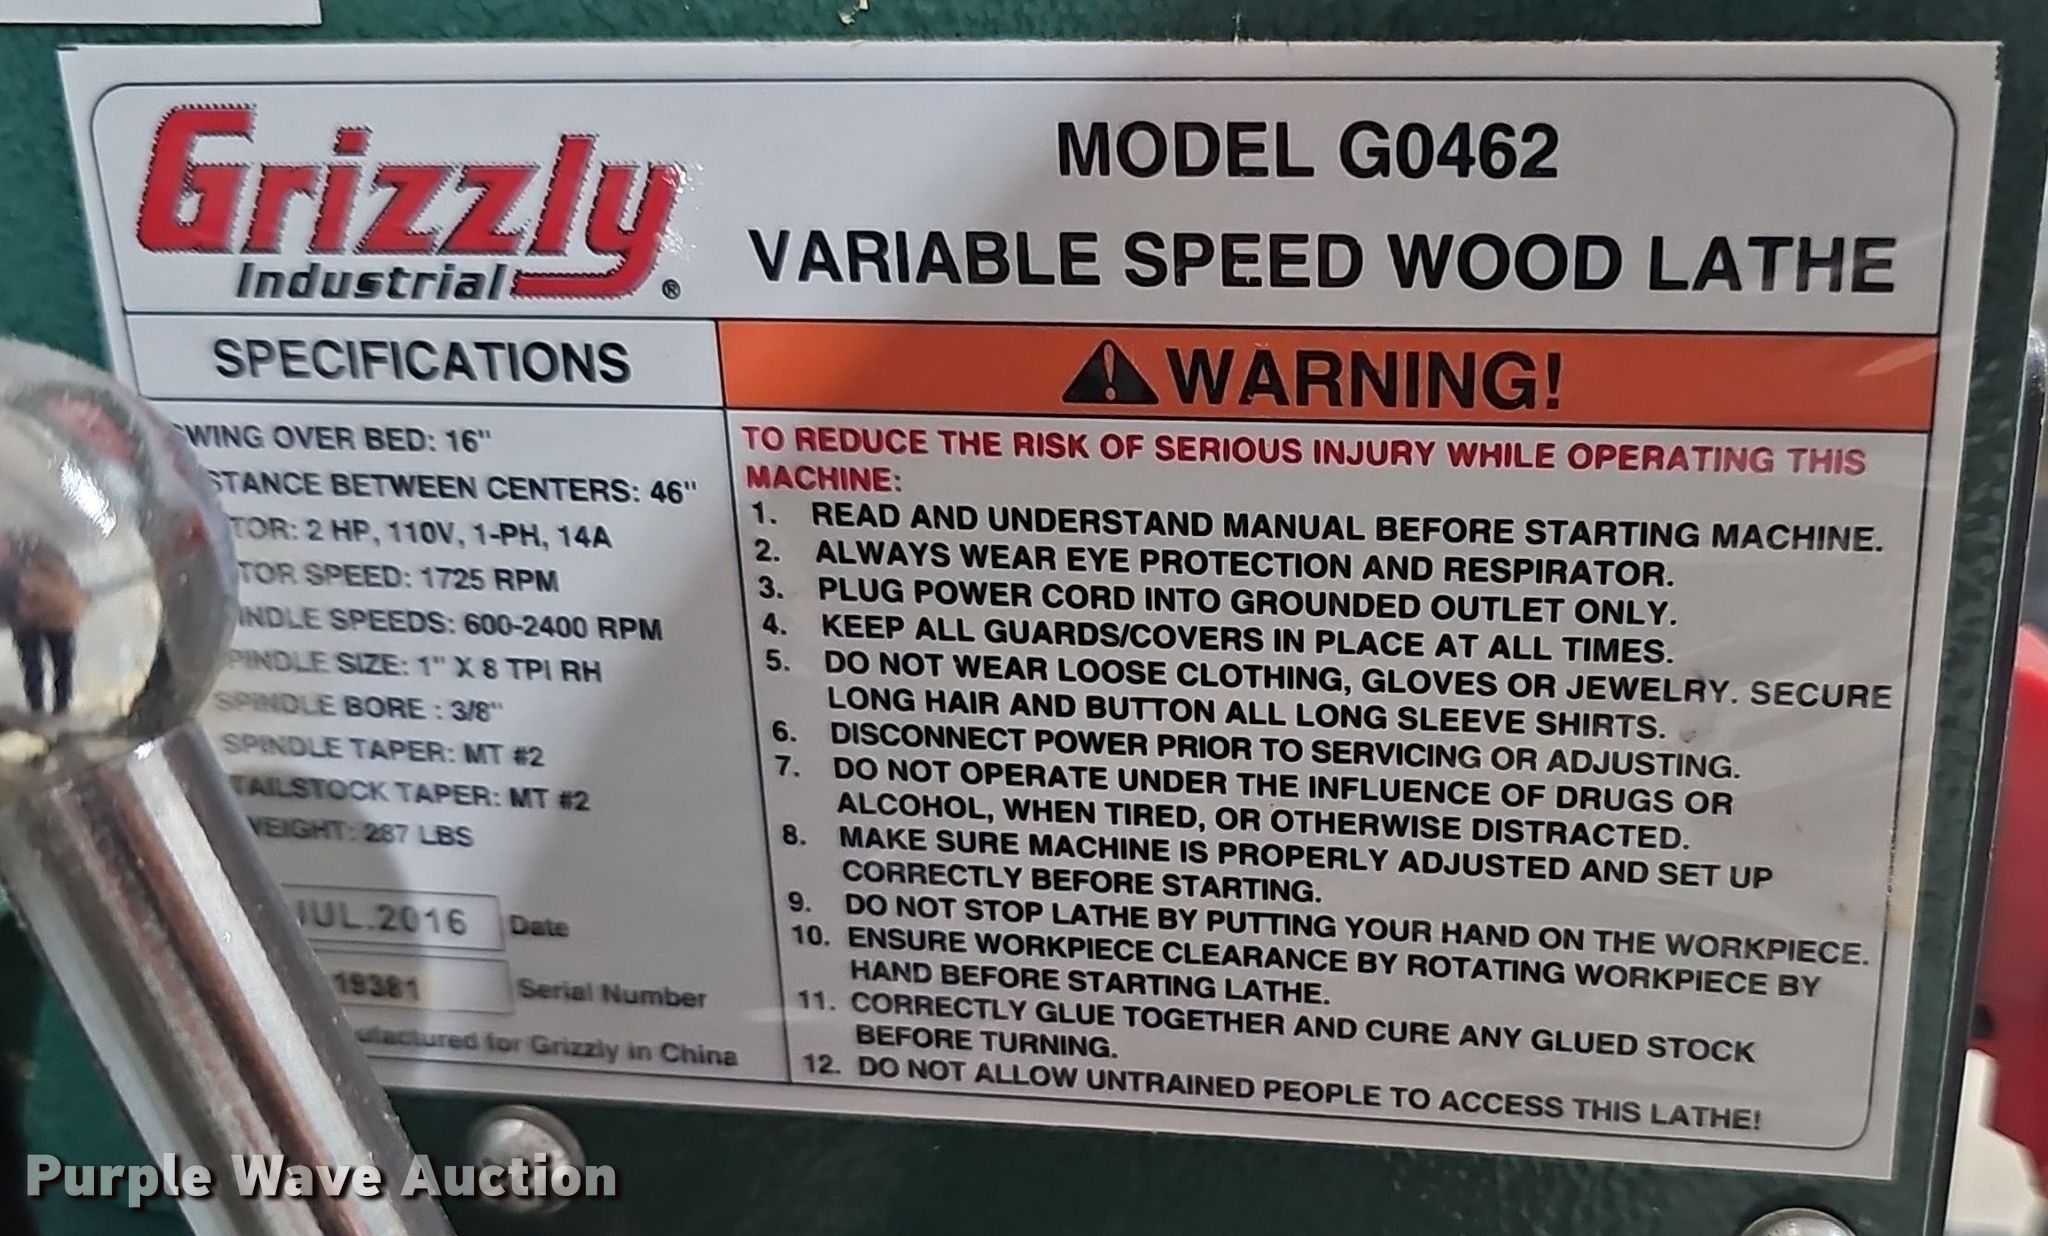 Grizzly
Industrial ®
MODEL G0462
VARIABLE SPEED WOOD LATHE
SPECIFICATIONS
WING OVER BED: 16"
STANCE BETWEEN CENTERS: 46"
TOR: 2 HP, 110V, 1-PH, 14A
TOR SPEED: 1725 RPM
INDLE SPEEDS: 600-2400 RPM
PINDLE SIZE: 1" X 8 TPI RH
SPINDLE BORE : 3/8"
SPINDLE TAPER: MT #2
TAILSTOCK TAPER: MT #2
WEIGHT: 287 LBS
JUL.2016 Date
19381 Serial Number
ufactured for Grizzly in China
WARNING!
TO REDUCE THE RISK OF SERIOUS INJURY WHILE OPERATING THIS
MACHINE:
1. READ AND UNDERSTAND MANUAL BEFORE STARTING MACHINE.
2. ALWAYS WEAR EYE PROTECTION AND RESPIRATOR.
3. PLUG POWER CORD INTO GROUNDED OUTLET ONLY.
4. KEEP ALL GUARDS/COVERS IN PLACE AT ALL TIMES.
5. DO NOT WEAR LOOSE CLOTHING, GLOVES OR JEWELRY. SECURE
LONG HAIR AND BUTTON ALL LONG SLEEVE SHIRTS.
6. DISCONNECT POWER PRIOR TO SERVICING OR ADJUSTING.
7. DO NOT OPERATE UNDER THE INFLUENCE OF DRUGS OR
ALCOHOL, WHEN TIRED, OR OTHERWISE DISTRACTED.
8. MAKE SURE MACHINE IS PROPERLY ADJUSTED AND SET UP
CORRECTLY BEFORE STARTING.
9. DO NOT STOP LATHE BY PUTTING YOUR HAND ON THE WORKPIECE.
10. ENSURE WORKPIECE CLEARANCE BY ROTATING WORKPIECE BY
HAND BEFORE STARTING LATHE.
11. CORRECTLY GLUE TOGETHER AND CURE ANY GLUED STOCK
BEFORE TURNING.
12. DO NOT ALLOW UNTRAINED PEOPLE TO ACCESS THIS LATHE!
Purple Wave Auction